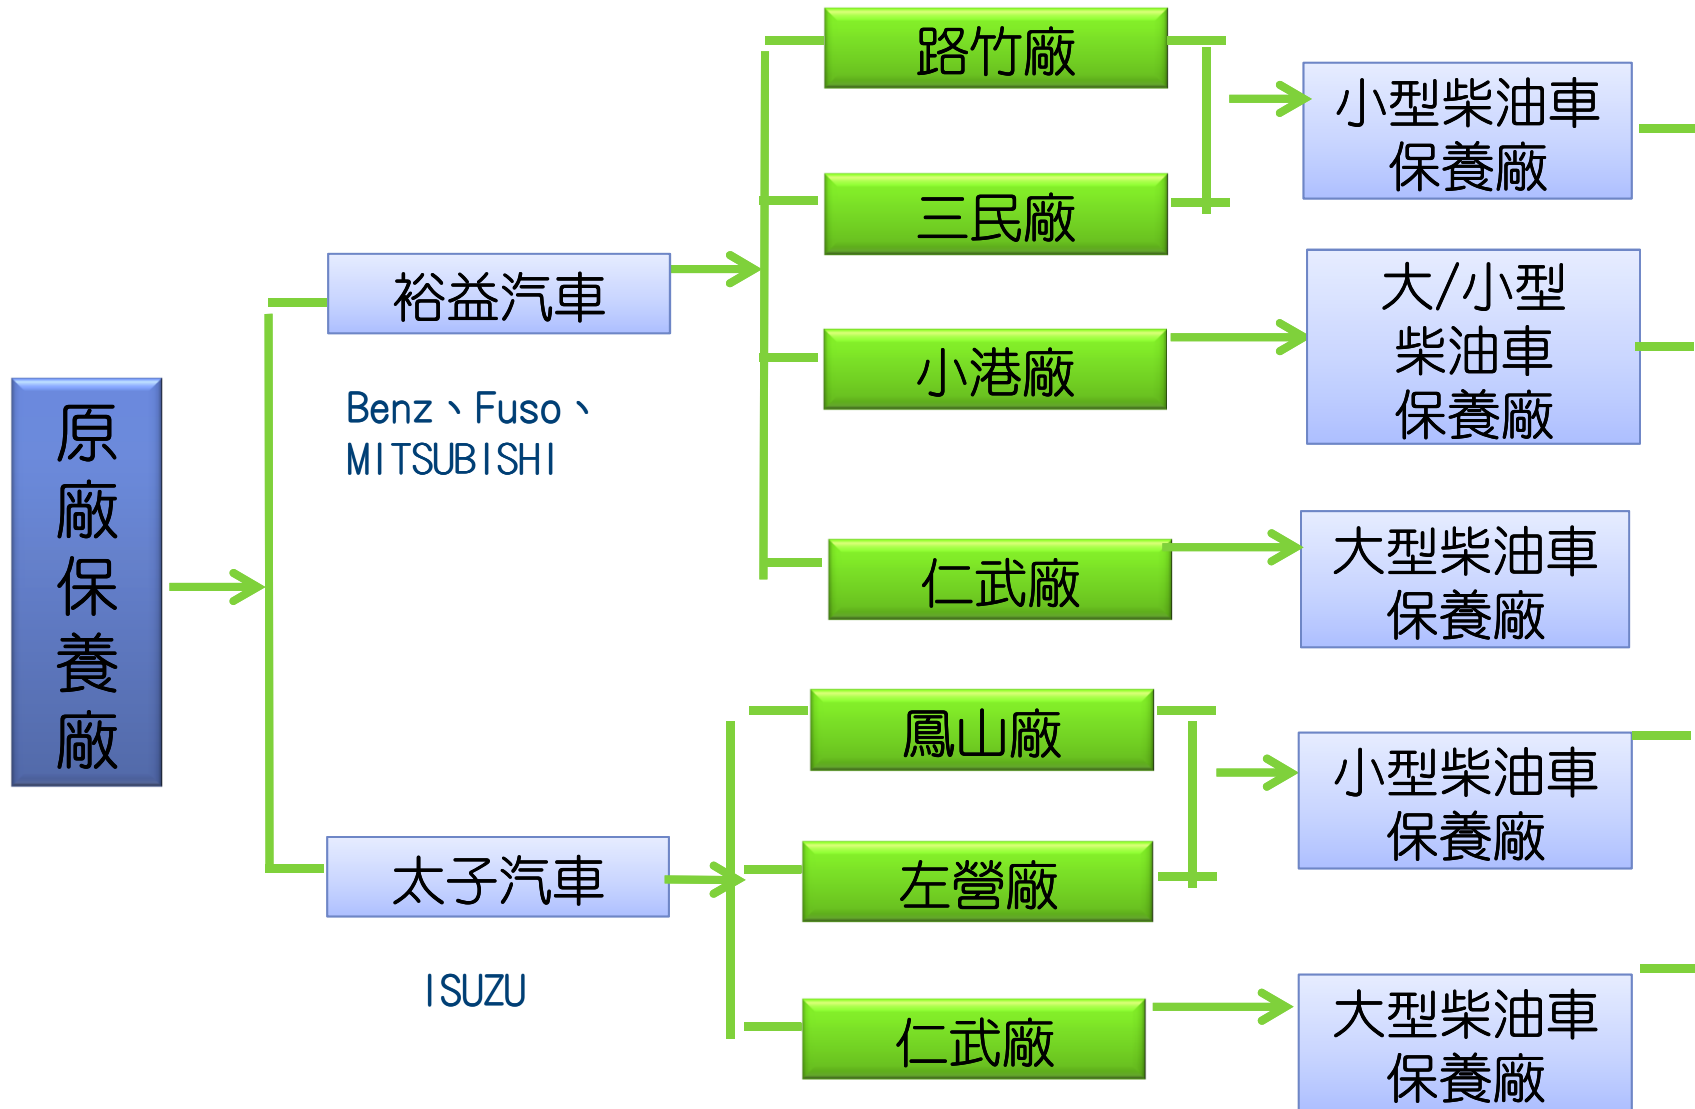 原
廠
保
養
廠
裕益汽車
Benz、Fuso、
MITSUBISHI
太子汽車
ISUZU
路竹廠
三民廠
小港廠
仁武廠
鳳山廠
左營廠
仁武廠
小型柴油車
保養廠
大/小型
柴油車
保養廠
大型柴油車
保養廠
小型柴油車
保養廠
大型柴油車
保養廠